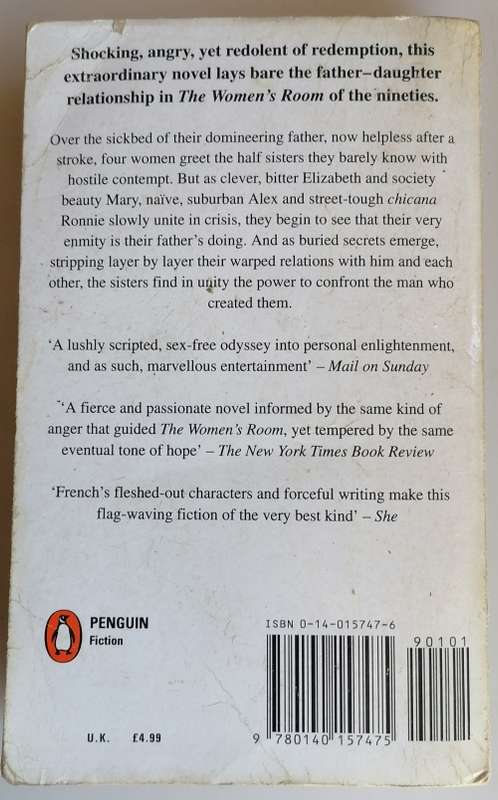 Shocking, angry, yet redolent of redemption, this
extraordinary novel lays bare the father–daughter
relationship in The Women's Room of the nineties.
Over the sickbed of their domineering father, now helpless after a
stroke, four women greet the half sisters they barely know with
hostile contempt. But as clever, bitter Elizabeth and society
beauty Mary, naïve, suburban Alex and street-tough chicana
Ronnie slowly unite in crisis, they begin to see that their very
enmity is their father's doing. And as buried secrets emerge,
stripping layer by layer their warped relations with him and each
other, the sisters find in unity the power to confront the man who
created them.
'A lushly scripted, sex-free odyssey into personal enlightenment,
and as such, marvellous entertainment' – Mail on Sunday
'A fierce and passionate novel informed by the same kind of
anger that guided The Women's Room, yet tempered by the same
eventual tone of hope' – The New York Times Book Review
'French's fleshed-out characters and forceful writing make this
flag-waving fiction of the very best kind' – She
PENGUIN
Fiction
U.K. £4.99
ISBN 0-14-015747-6
90101
9 780140 157475